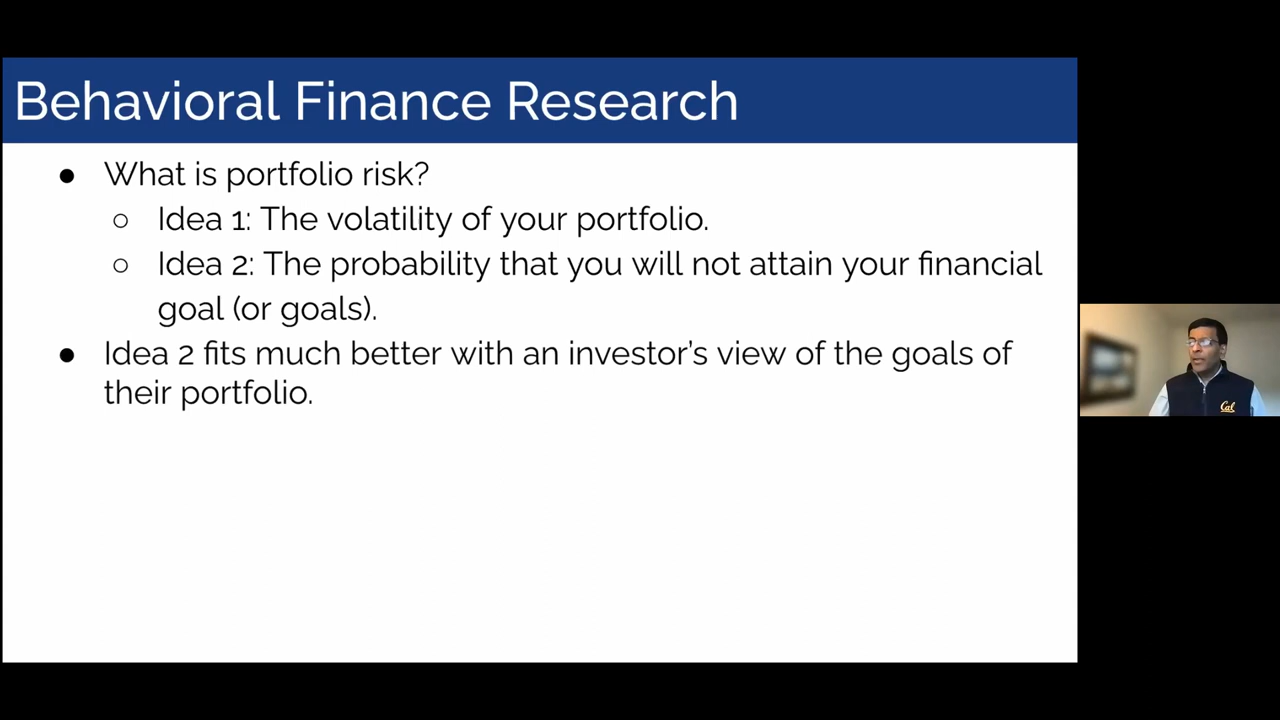 Behavioral Finance Research
● What is portfolio risk?
○ Idea 1: The volatility of your portfolio.
○ Idea 2: The probability that you will not attain your financial
goal (or goals).
● Idea 2 fits much better with an investor’s view of the goals of
their portfolio.
Cal